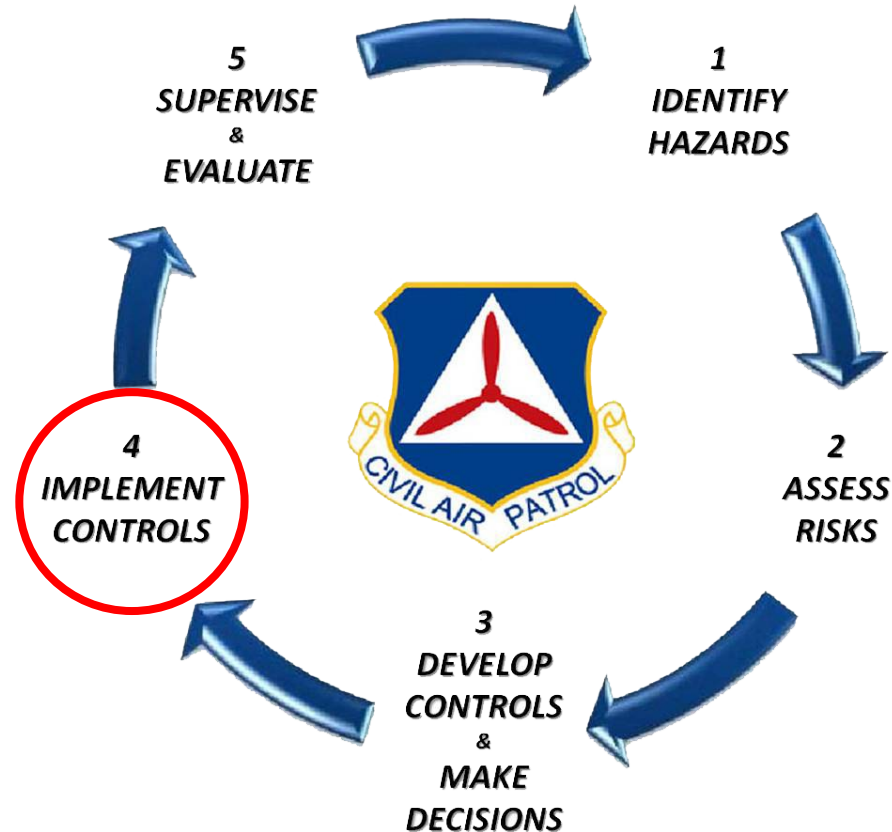 1
IDENTIFY
HAZARDS
2
ASSESS
RISKS
3
DEVELOP
CONTROLS
&
MAKE
DECISIONS
4
IMPLEMENT
CONTROLS
5
SUPERVISE
&
EVALUATE
CIVIL AIR PATROL